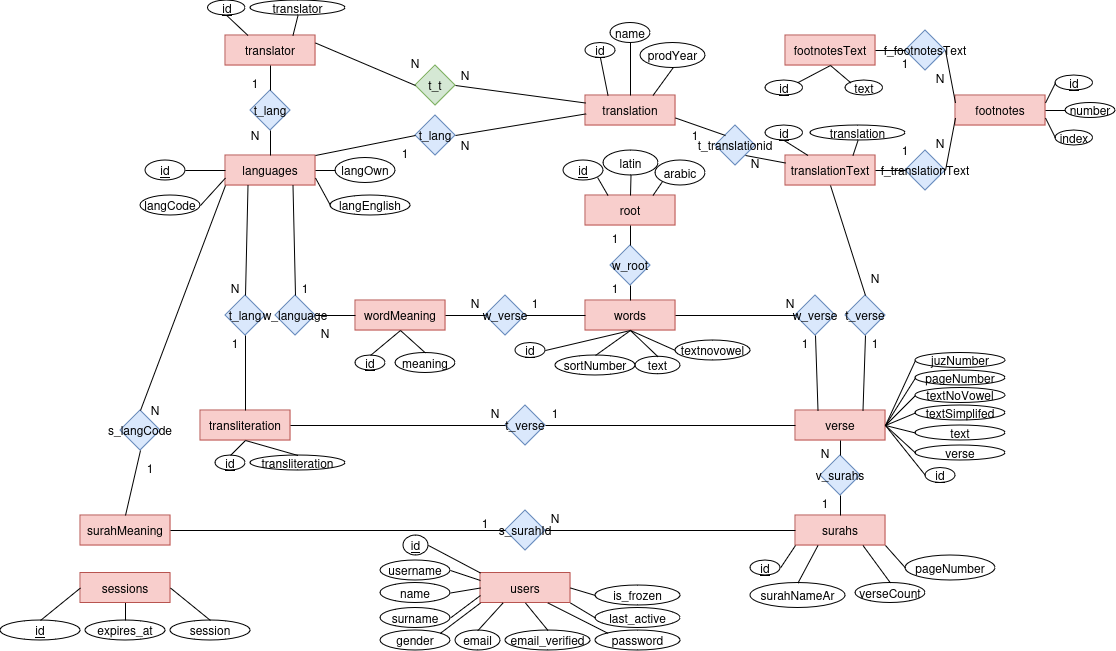 id
translator
translator
N
N
t_t
1
t_lang
N
t_lang
1
N
id
name
prodYear
translation
footnotesText
id
text
f_footnotesText
1
N
footnotes
id
number
index
1
t_translationid
N
id
translation
translationText
1
f_translationText
N
languages
id
langCode
langOwn
langEnglish
id
latin
arabic
root
1
w_root
1
N
t_lang
1
1
w_language
N
wordMeaning
id
meaning
N
w_verse
1
words
id
sortNumber
text
textnovowel
N
w_verse
1
N
t_verse
1
juzNumber
pageNumber
textNoVowel
textSimplifed
text
verse
id
verse
transliteration
id
transliteration
N
t_verse
1
N
s_langCode
1
N
v_surahs
1
surahMeaning
1
s_surahId
N
surahs
id
surahNameAr
verseCount
pageNumber
sessions
id
expires_at
session
users
id
username
name
surname
gender
email
email_verified
password
last_active
is_frozen